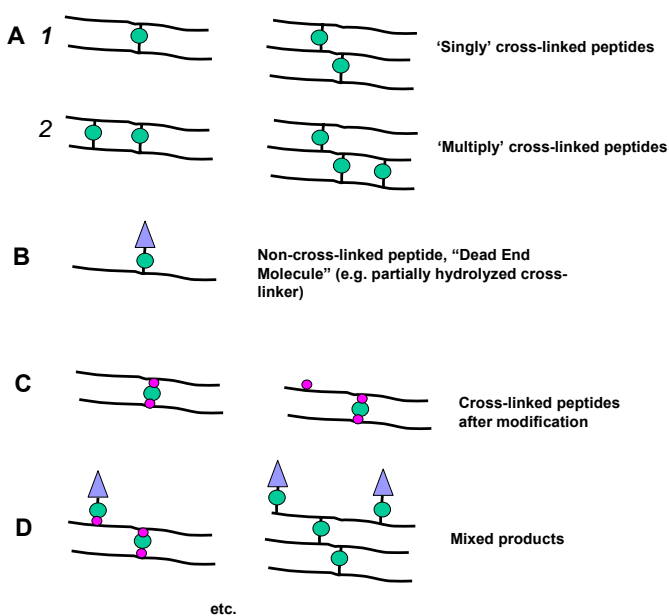 A 1
'Singly' cross-linked peptides
2
'Multiply' cross-linked peptides
B
Non-cross-linked peptide, “Dead End
Molecule” (e.g. partially hydrolyzed cross-
linker)
C
Cross-linked peptides
after modification
D
Mixed products
etc.